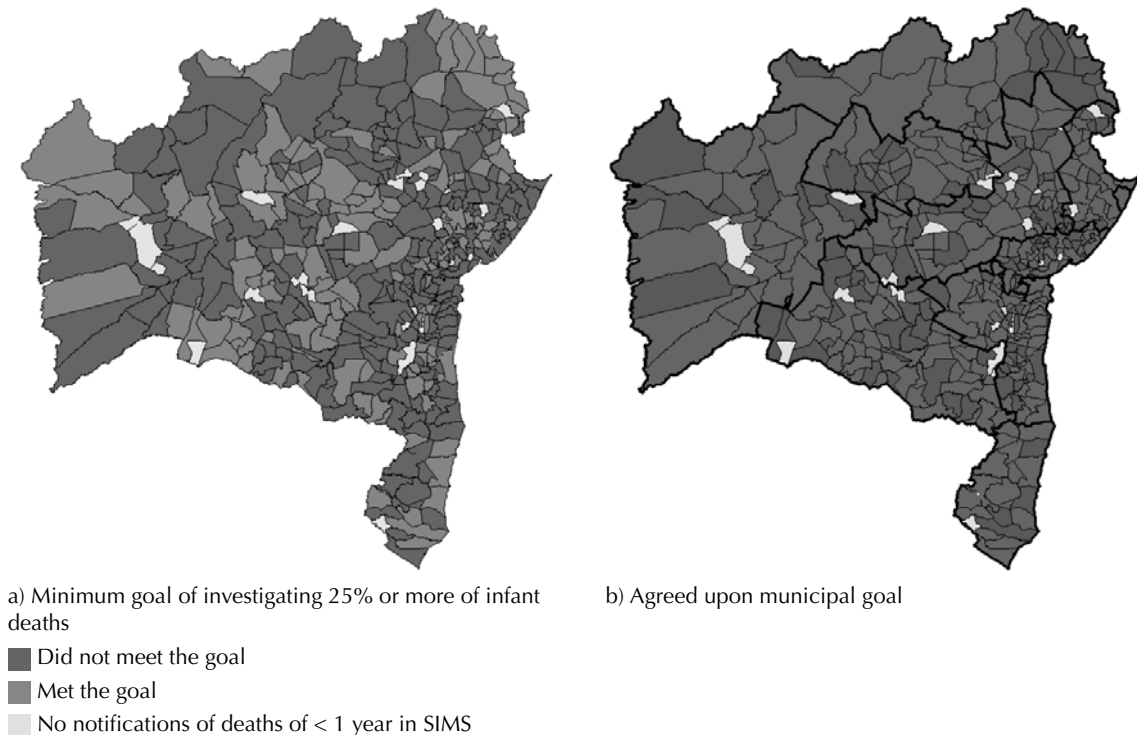 a) Minimum goal of investigating 25% or more of infant
deaths
b) Agreed upon municipal goal
Did not meet the goal
Met the goal
No notifications of deaths of < 1 year in SIMS